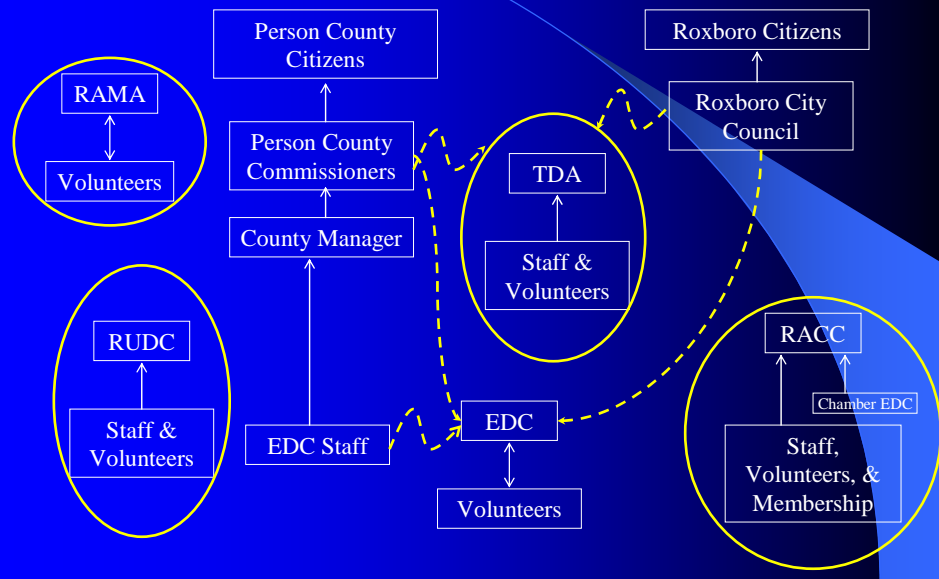 Person County
Citizens
Roxboro Citizens
RAMA
Volunteers
Person County
Commissioners
Roxboro City
Council
County Manager
TDA
Staff &
Volunteers
RUDC
Staff &
Volunteers
EDC Staff
EDC
Volunteers
RACC
Chamber EDC
Staff,
Volunteers, &
Membership